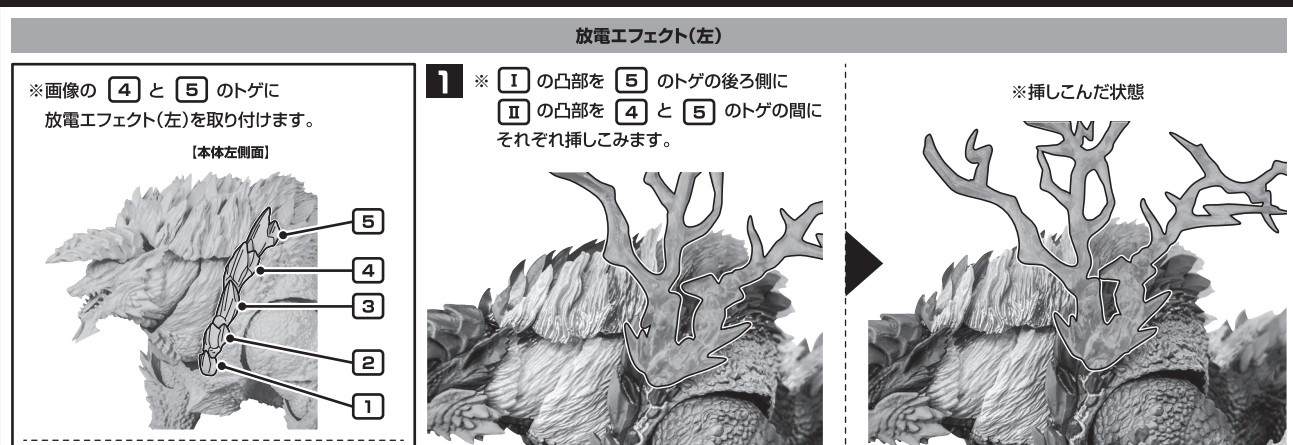 放電エフェクト(左)
※画像の 4 と 5 のトゲに
放電エフェクト(左)を取り付けます。
【本体左側面】
5
4
3
2
1
1 ※ I の凸部を 5 のトゲの後ろ側に
II の凸部を 4 と 5 のトゲの間に
それぞれ挿しこみます。
※挿しこんだ状態